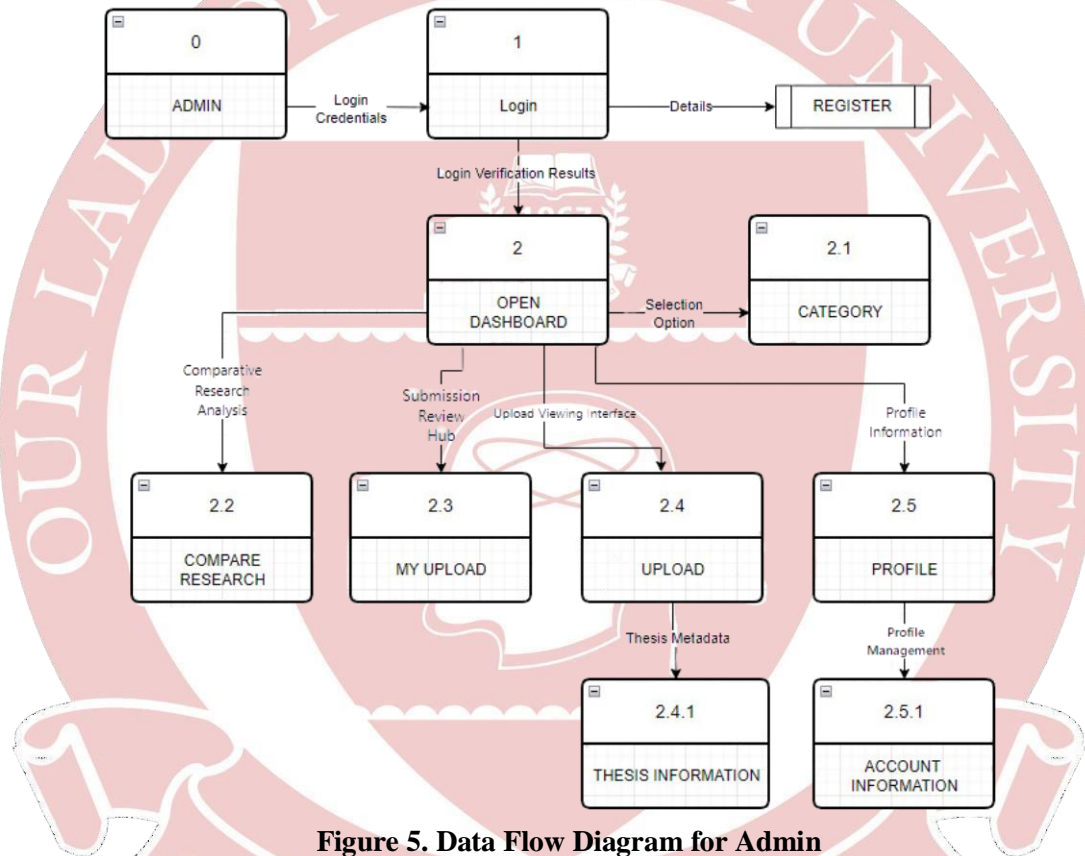 0
ADMIN
Login
Credentials
1
Login
Details
REGISTER
Login Verification Results
2
OPEN
DASHBOARD
Selection
Option
2.1
CATEGORY
Comparative
Research
Analysis
Submission
Review
Hub
Upload Viewing Interface
Profile
Information
2.2
COMPARE
RESEARCH
2.3
MY UPLOAD
2.4
UPLOAD
2.5
PROFILE
Thesis Metadata
Profile
Management
2.4.1
THESIS INFORMATION
2.5.1
ACCOUNT
INFORMATION
Figure 5. Data Flow Diagram for Admin
OUR LAD
UNIVERSITY